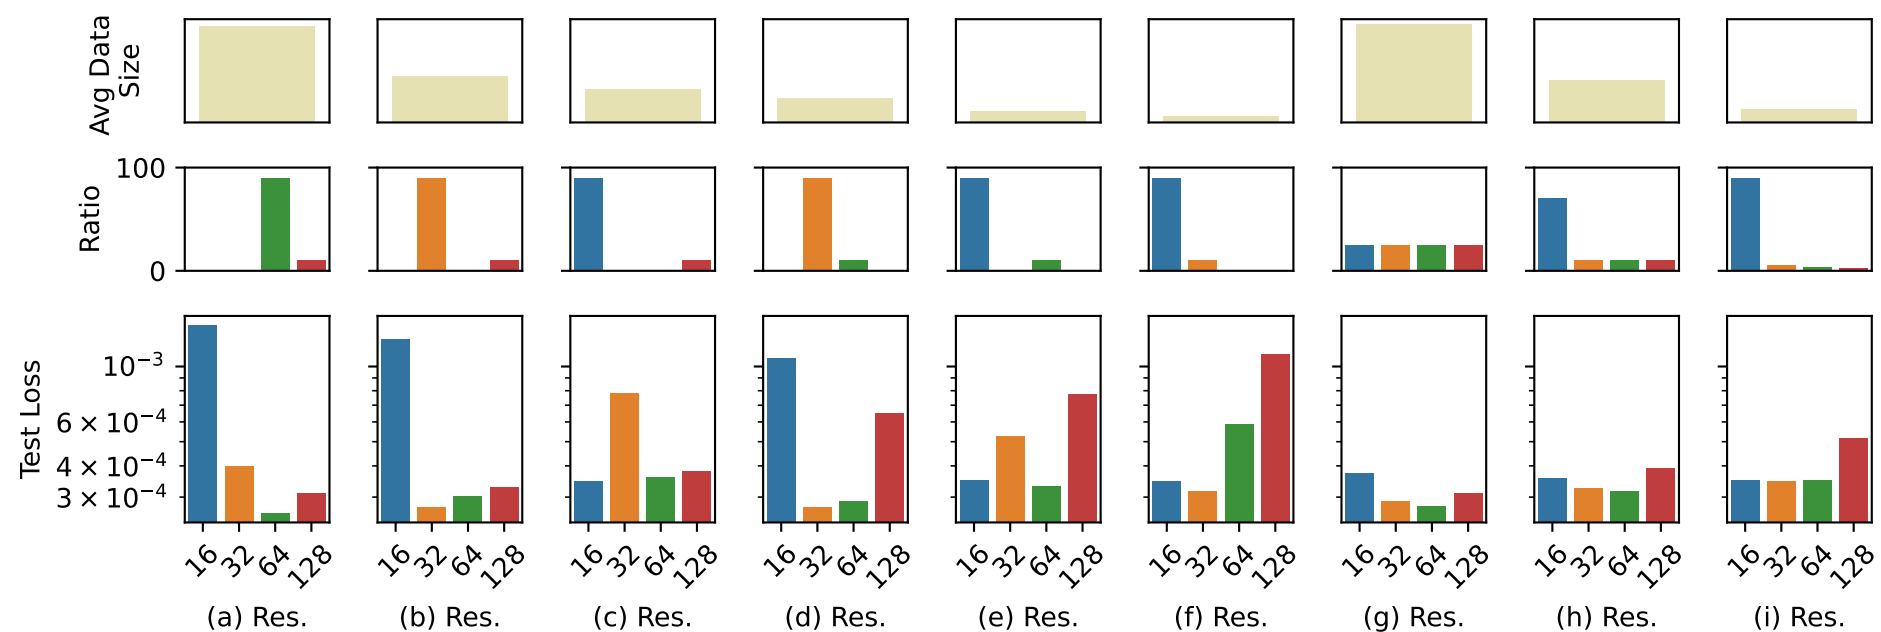 Avg Data
Size
100
0
Ratio
10⁻³
6 × 10⁻⁴
4 × 10⁻⁴
3 × 10⁻⁴
Test Loss
16 32 64 128 16 32 64 128 16 32 64 128 16 32 64 128 16 32 64 128 16 32 64 128 16 32 64 128 16 32 64 128 16 32 64 128
(a) Res. (b) Res. (c) Res. (d) Res. (e) Res. (f) Res. (g) Res. (h) Res. (i) Res.